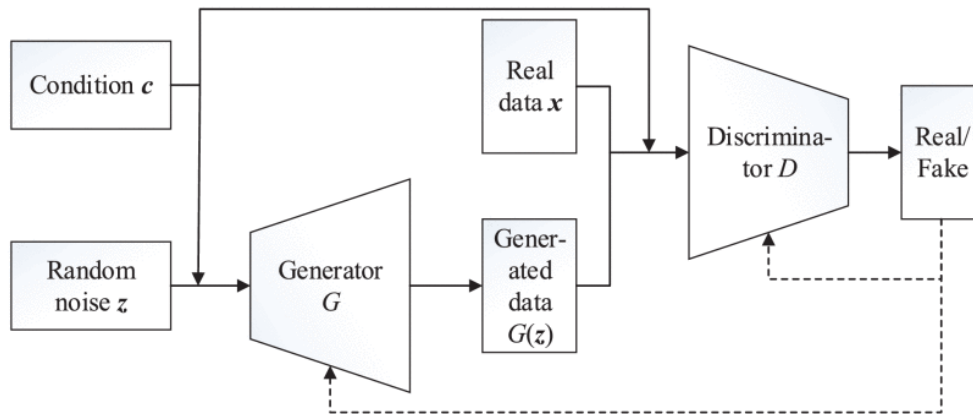 Condition c
Real
data x
Discrimina-
tor D
Real/
Fake
Random
noise z
Generator
G
Gener-
ated
data
G(z)